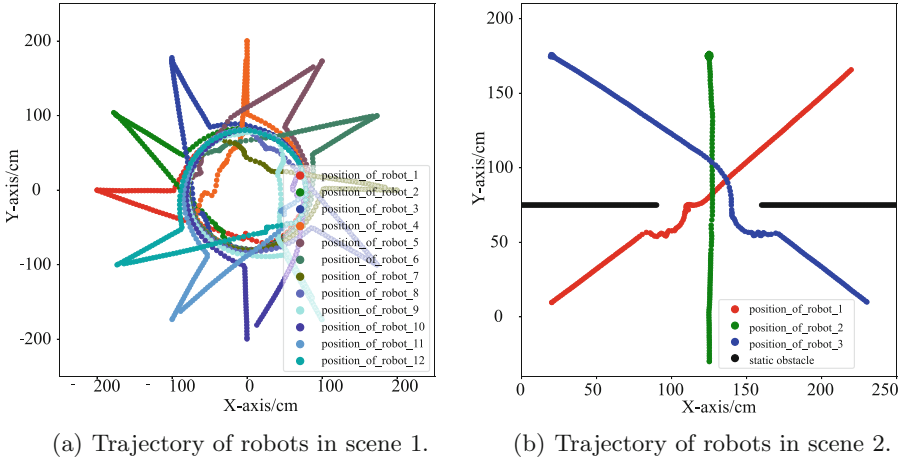 200
100
0
-100
-200
Y-axis/cm
- 200 - 100 0 100 200
X-axis/cm
position_of_robot_1
position_of_robot_2
position_of_robot_3
position_of_robot_4
position_of_robot_5
position_of_robot_6
position_of_robot_7
position_of_robot_8
position_of_robot_9
position_of_robot_10
position_of_robot_11
position_of_robot_12
(a) Trajectory of robots in scene 1.
200
150
100
50
0
Y-axis/cm
0 50 100 150 200 250
X-axis/cm
position_of_robot_1
position_of_robot_2
position_of_robot_3
static obstacle
(b) Trajectory of robots in scene 2.